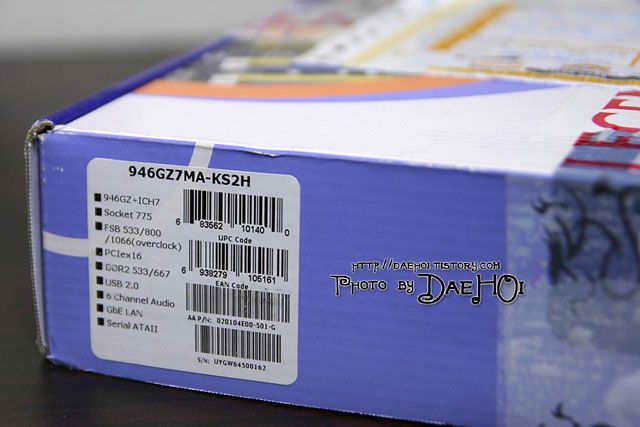 946GZ7MA-KS2H
946GZ+ICH7
Socket 775
FSB 533/800
/1066(overclock)
PCIex16
DDR2 533/667
USB 2.0
6 Channel Audio
GbE LAN
Serial ATAII
6 83562 10140 0
UPC Code
6 938279 105161
EAN Code
AA P/N: 020104E00-501-G
S/N: UYGW64500162
http://daehoi.tistory.com
Photo by DaeHoi